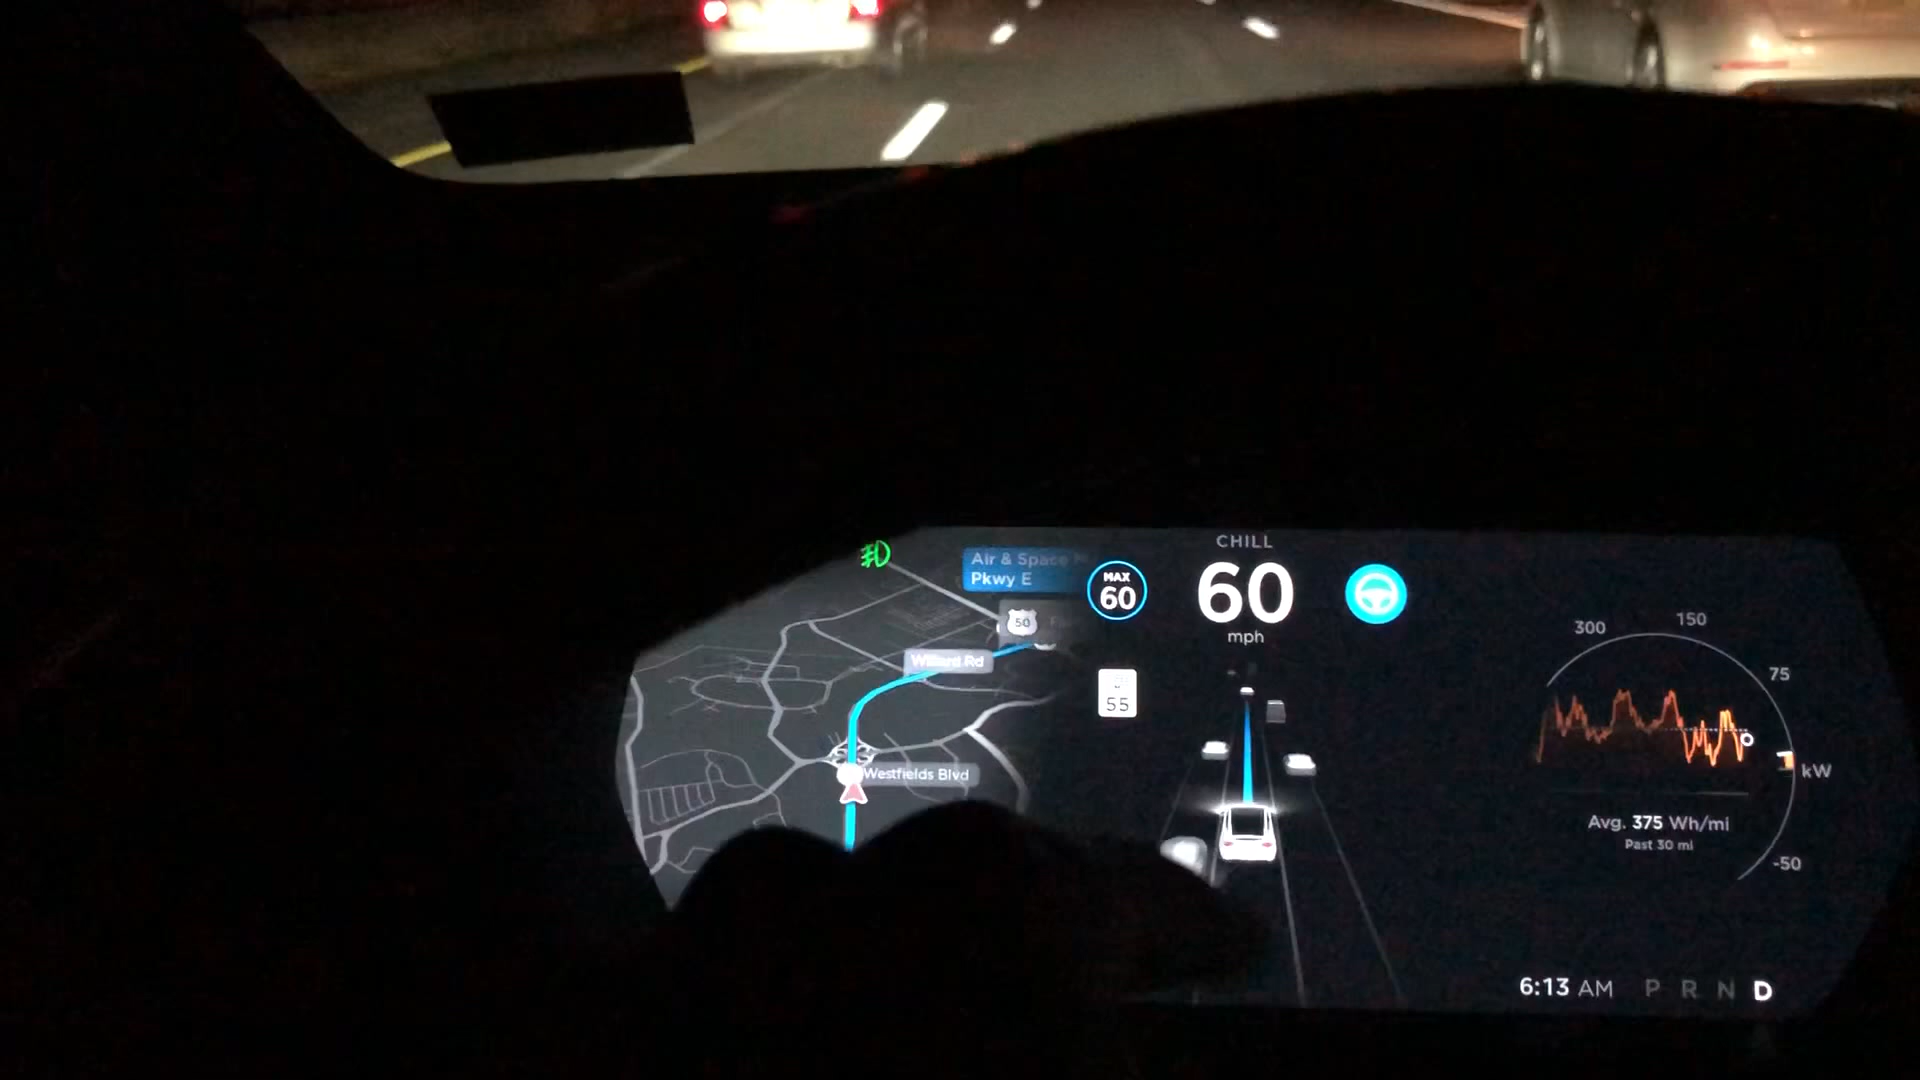 Air & Space
Pkwy E
50
Willard Rd
Westfields Blvd
MAX
60
CHILL
60
mph
55
300
150
75
kW
-50
Avg. 375 Wh/mi
Past 30 mi
6:13 AM P R N D